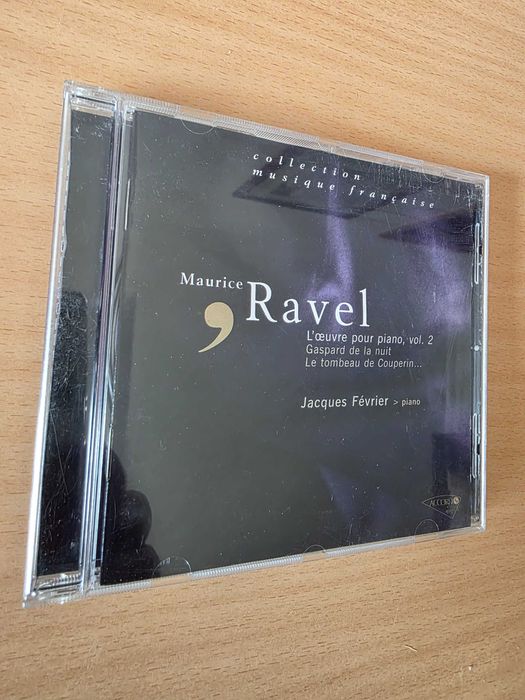 collection
musique française
Maurice
Ravel
L'œuvre pour piano, vol. 2
Gaspard de la nuit
Le tombeau de Couperin...
Jacques Février > piano
ACCORD